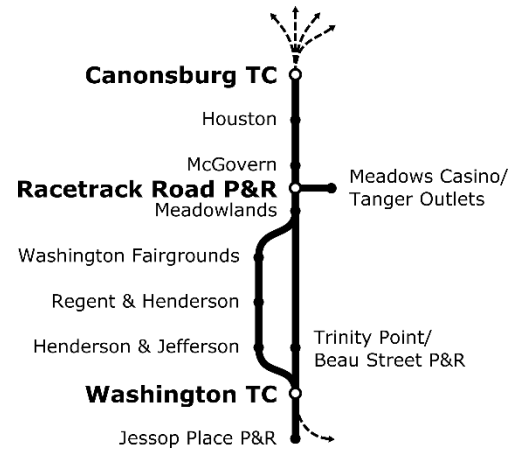 Canonsburg TC
Houston
McGovern
Racetrack Road P&R
Meadows Casino/
Tanger Outlets
Meadowlands
Washington Fairgrounds
Regent & Henderson
Henderson & Jefferson
Trinity Point/
Beau Street P&R
Washington TC
Jessop Place P&R